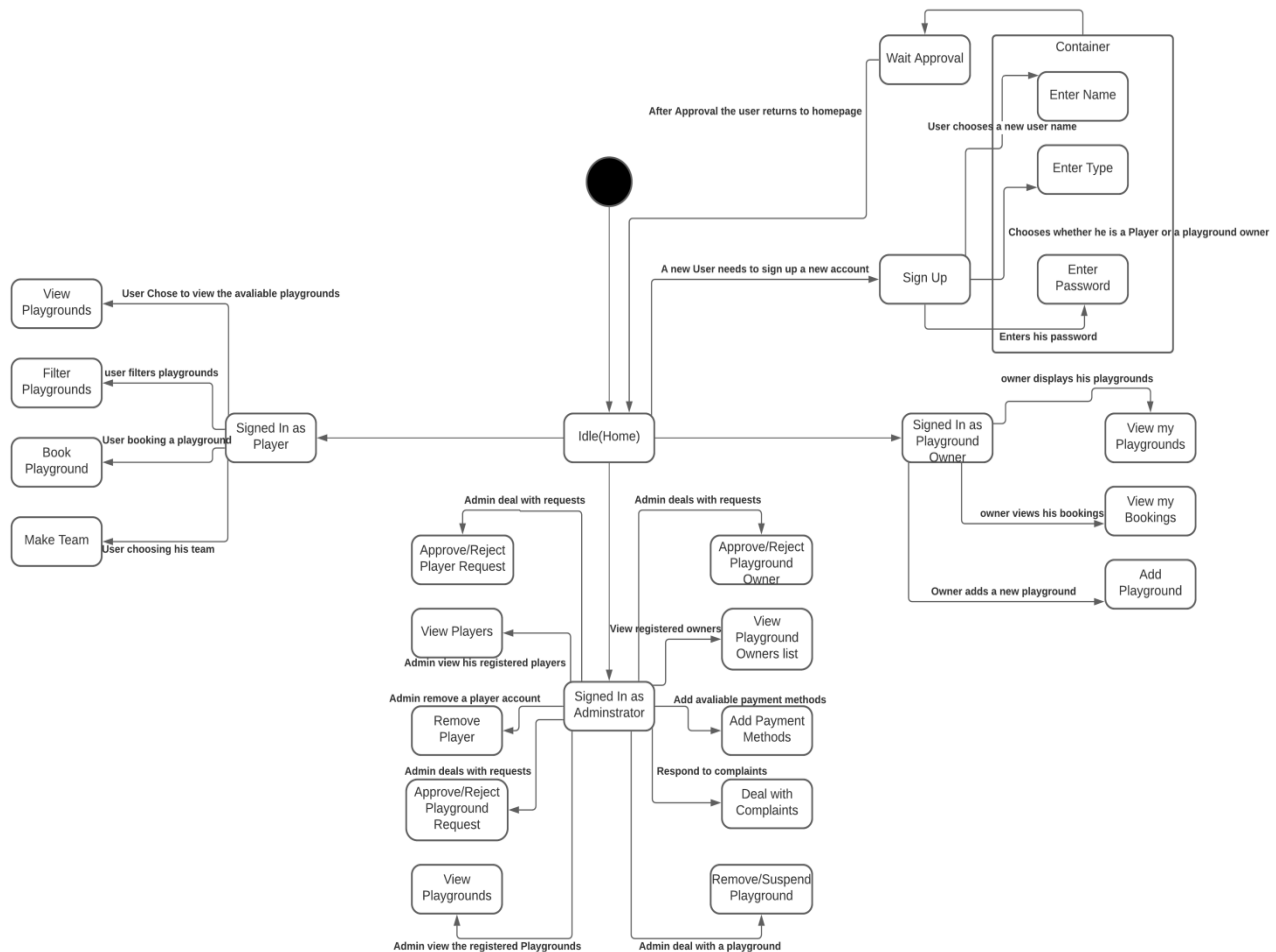 Container
Wait Approval
Enter Name
After Approval the user returns to homepage
User chooses a new user name
Enter Type
Chooses whether he is a Player or a playground owner
A new User needs to sign up a new account
Sign Up
Enter
Password
Enters his password
View
Playgrounds
User Chose to view the avaliable playgrounds
Filter
Playgrounds
user filters playgrounds
Book
Playground
User booking a playground
Make Team
User choosing his team
Signed In as
Player
Idle(Home)
Signed In as
Playground
Owner
owner displays his playgrounds
View my
Playgrounds
owner views his bookings
View my
Bookings
Owner adds a new playground
Add
Playground
Admin deal with requests
Approve/Reject
Player Request
Admin deals with requests
Approve/Reject
Playground
Owner
View Players
Admin view his registered players
View registered owners
View
Playground
Owners list
Signed In as
Adminstrator
Admin remove a player account
Remove
Player
Add avaliable payment methods
Add Payment
Methods
Admin deals with requests
Approve/Reject
Playground
Request
Respond to complaints
Deal with
Complaints
View
Playgrounds
Admin view the registered Playgrounds
Remove/Suspend
Playground
Admin deal with a playground